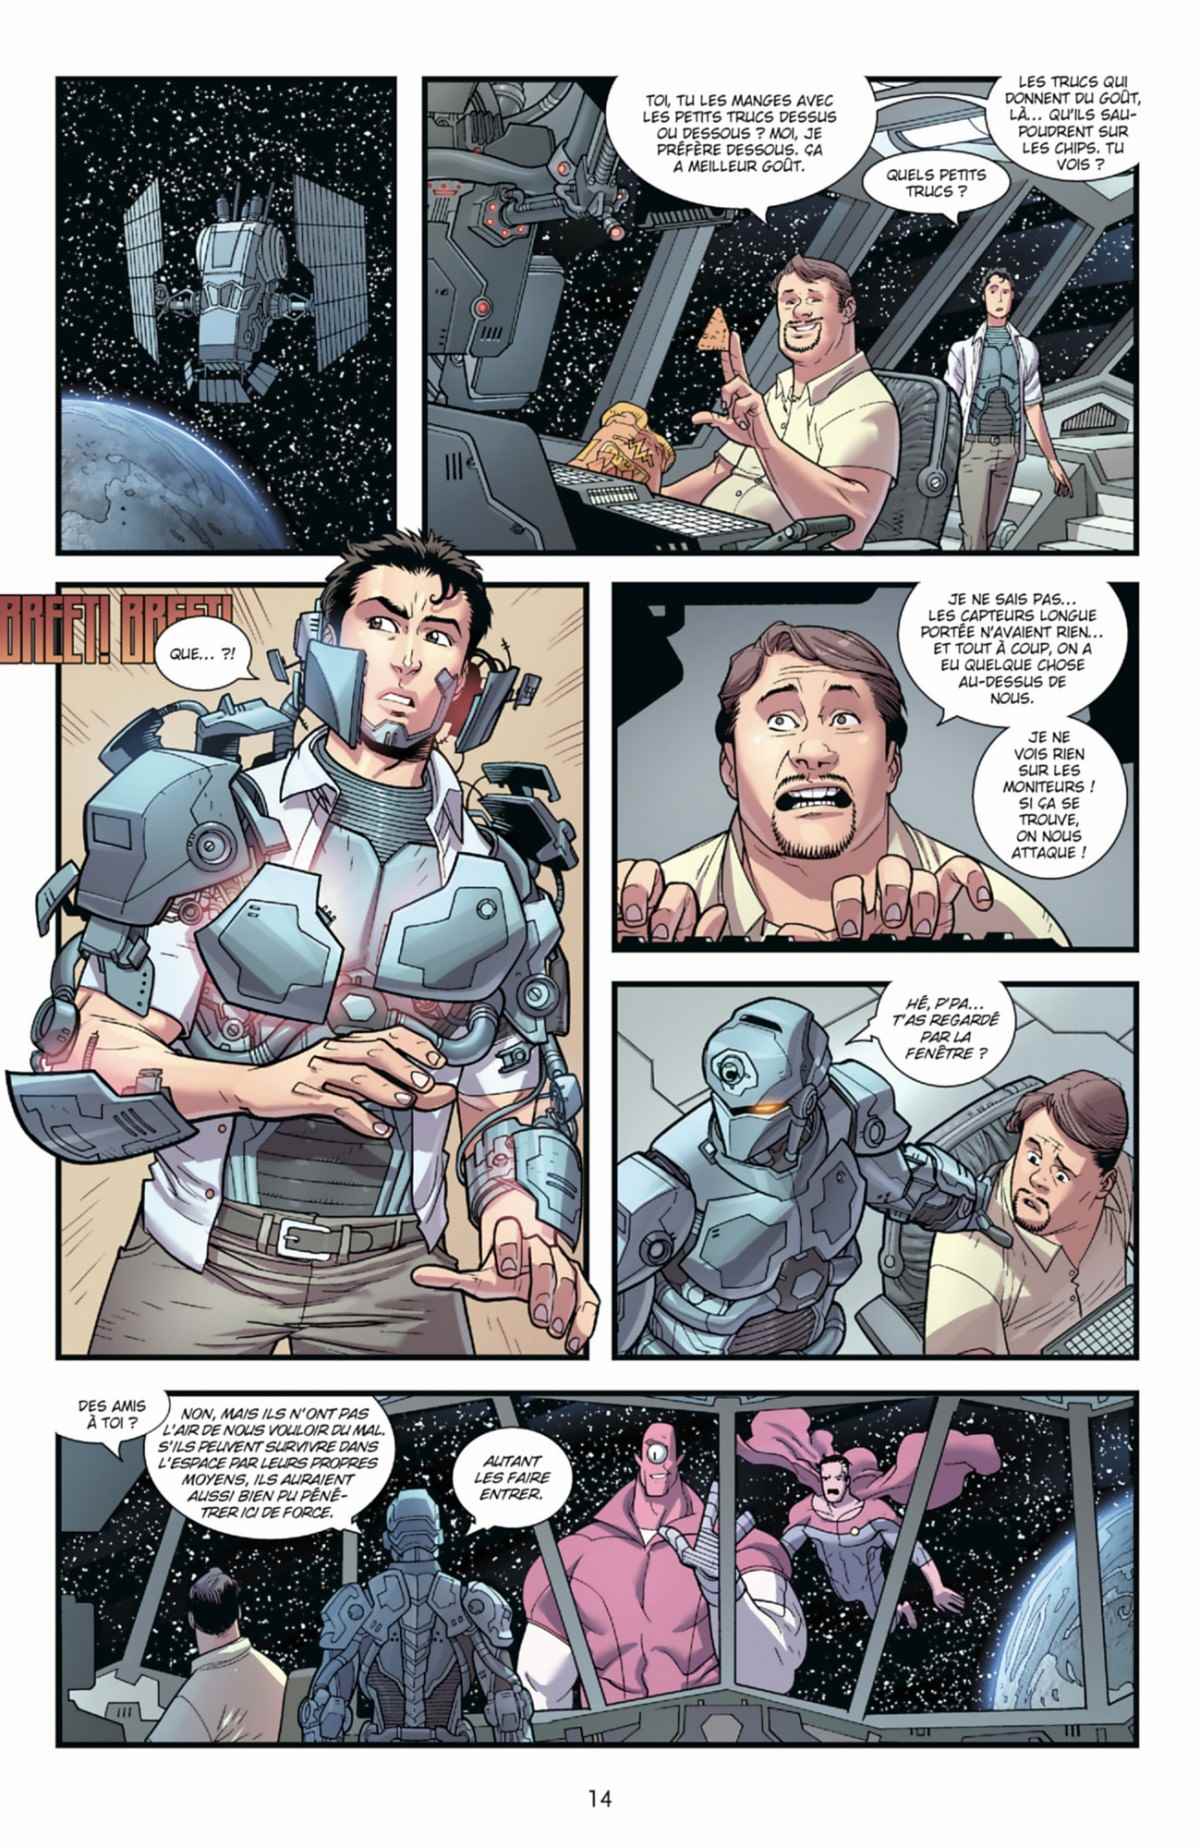 TOI, TU LES MANGES AVEC
LES PETITS TRUCS DESSUS
OU DESSOUS ? MOI, JE
PRÉFÈRE DESSOUS. ÇA
A MEILLEUR GOÛT.
QUELS PETITS
TRUCS ?
LES TRUCS QUI
DONNENT DU GOÛT,
LÀ... QU'ILS SAU-
POUDRENT SUR
LES CHIPS. TU
VOIS ?
BREET! BREET!
QUE... ?!
JE NE SAIS PAS...
LES CAPTEURS LONGUE
PORTÉE N'AVAIENT RIEN...
ET TOUT À COUP, ON A
EU QUELQUE CHOSE
AU-DESSUS DE
NOUS.
JE NE
VOIS RIEN
SUR LES
MONITEURS !
SI ÇA SE
TROUVE,
ON NOUS
ATTAQUE !
HÉ, P'PA...
T'AS REGARDÉ
PAR LA
FENÊTRE ?
DES AMIS
À TOI ?
NON, MAIS ILS N'ONT PAS
L'AIR DE NOUS VOULOIR DU MAL.
S'ILS PEUVENT SURVIVRE DANS
L'ESPACE PAR LEURS PROPRES
MOYENS, ILS AURAIENT
AUSSI BIEN PU PÉNÉ-
TRER ICI DE FORCE.
AUTANT
LES FAIRE
ENTRER.
14